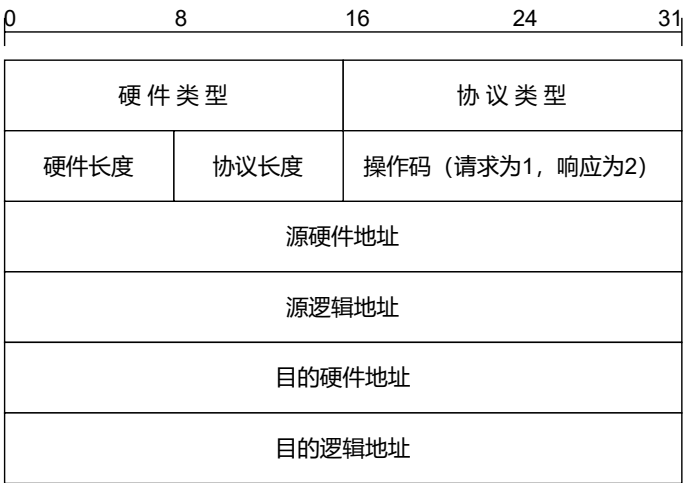 0 8 16 24 31
硬件类型 协议类型
硬件长度 协议长度 操作码（请求为1，响应为2）
源硬件地址
源逻辑地址
目的硬件地址
目的逻辑地址